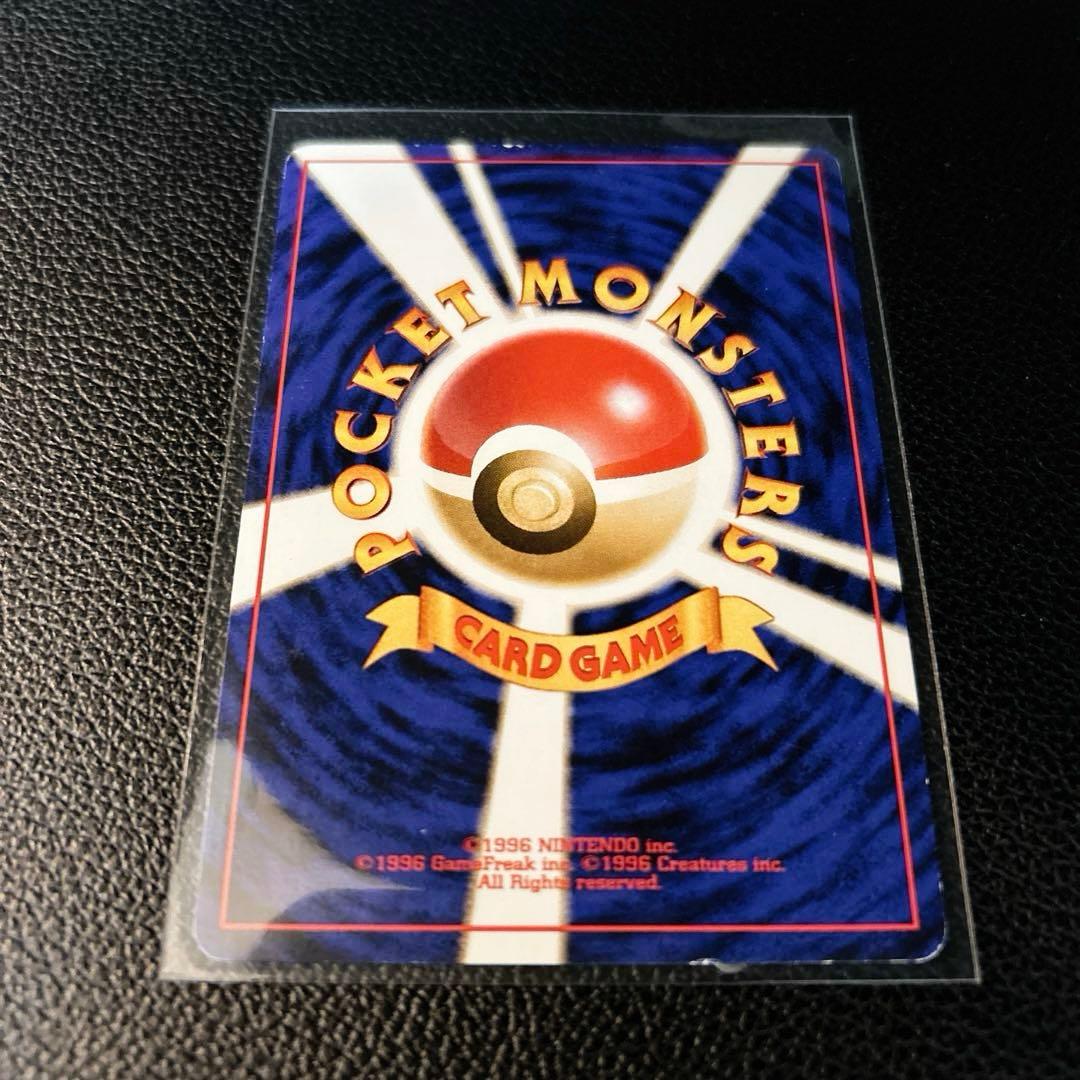 POCKET MONSTERS
CARD GAME
©1996 NINTENDO inc.
©1996 GameFreak inc. ©1996 Creatures inc.
All Rights reserved.